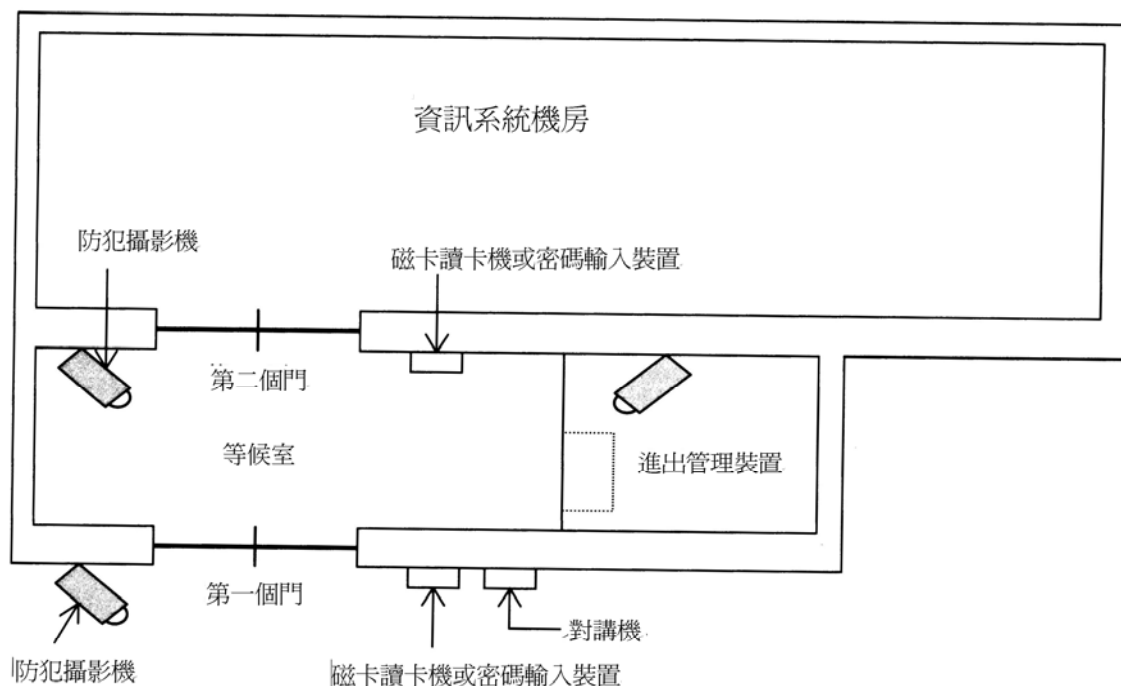 資訊系統機房
防犯攝影機
磁卡讀卡機或密碼輸入裝置
第二個門
等候室
進出管理裝置
第一個門
對講機
防犯攝影機
磁卡讀卡機或密碼輸入裝置